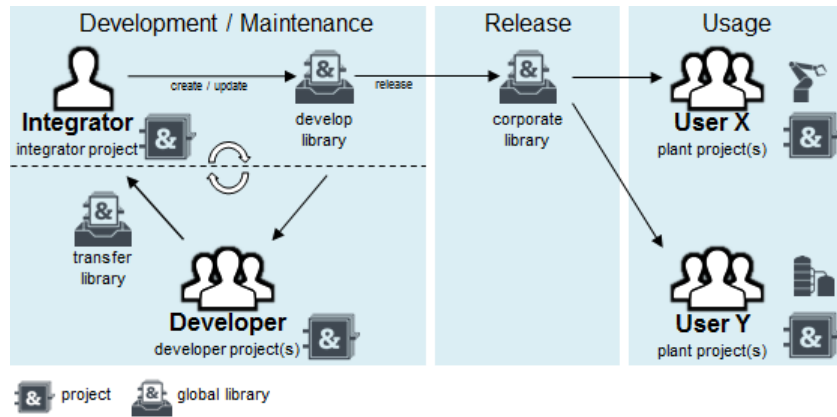 Development / Maintenance
Release
Usage
&
create / update
release
&
&
Integrator
integrator project
&
develop
library
corporate
library
User X
plant project(s)
&
&
transfer
library
Developer
developer project(s)
&
User Y
plant project(s)
&
& project
& global library